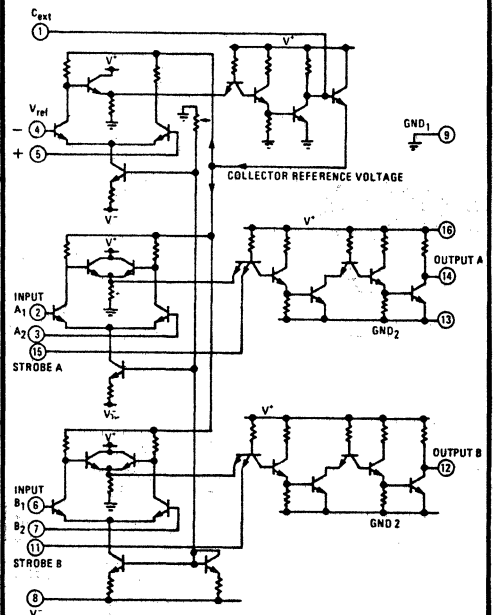 Cext
1
V+
V+
Vref
- 4
+ 5
GND1
9
COLLECTOR REFERENCE VOLTAGE
V-
V+
V+
16
OUTPUT A
14
INPUT
A1 2
A2 3
15
GND2
13
STROBE A
V-
V+
V+
OUTPUT B
12
INPUT
B1 6
B2 7
11
GND 2
STROBE B
8
V-